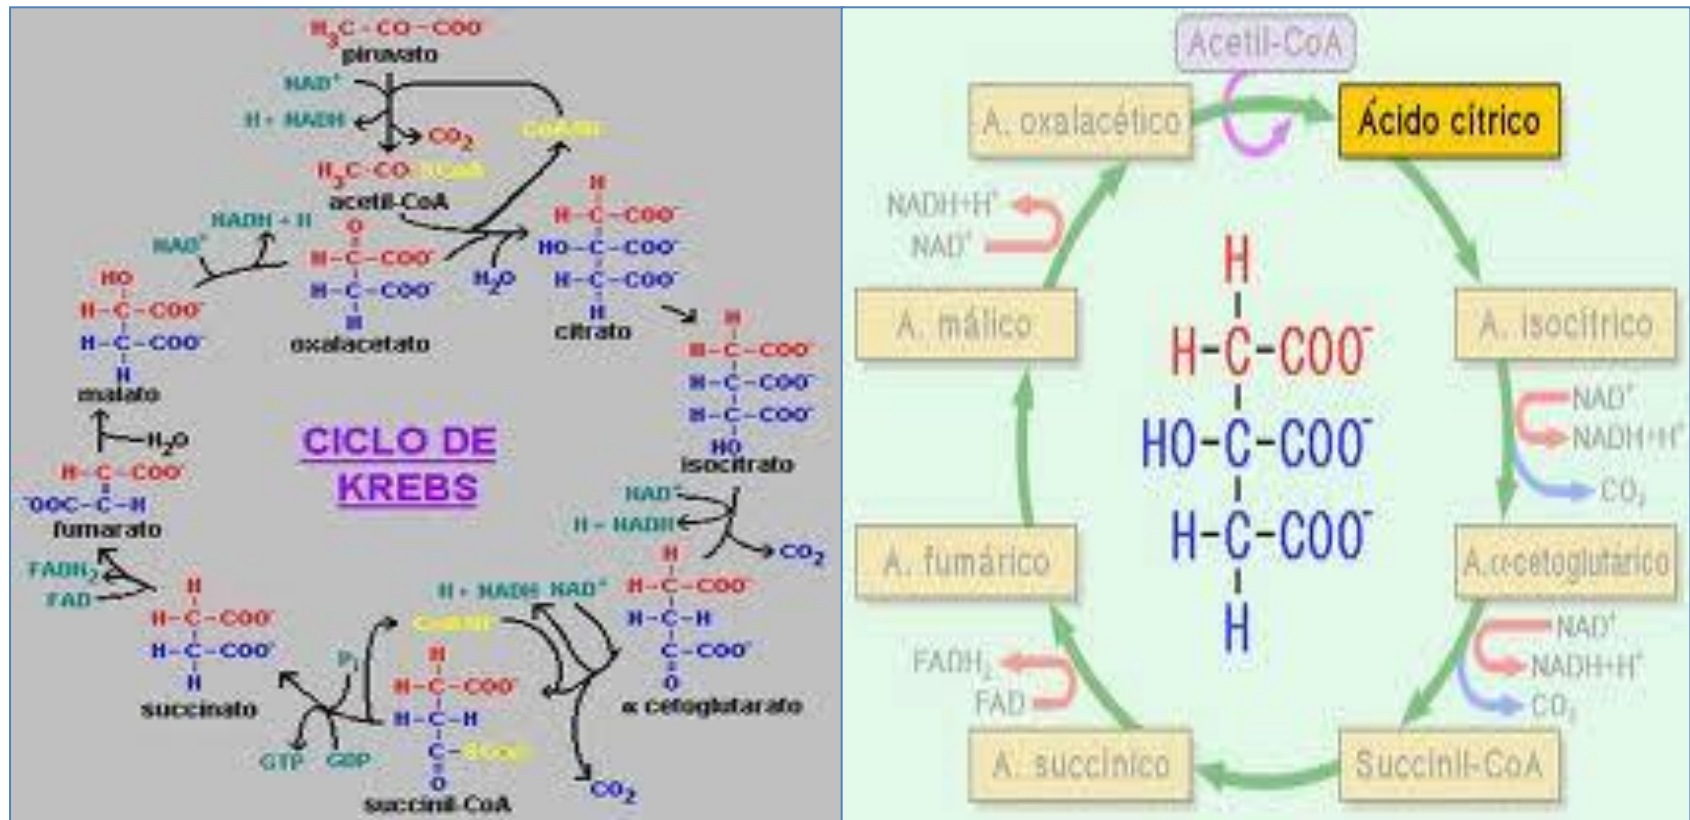 H₃C - CO - COO⁻
piruvato
NAD⁺
H + NADH
CO₂
H₃C-CO
acetil-CoA
NADH + H
NAD⁺
O
H-C-COO⁻
H-C-COO⁻
H
oxalacetato
H₂O
H
H-C-COO⁻
HO-C-COO⁻
H-C-COO⁻
H
citrato
HO
H-C-COO⁻
H-C-COO⁻
H
malato
H
H-C-COO⁻
H-C-COO⁻
H-C-COO⁻
HO
isocitrato
CICLO DE
KREBS
H₂O
H-C-COO⁻
⁻OOC-C-H
fumarato
NAD⁺
H - NADH
CO₂
FADH₂
FAD
H
H-C-COO⁻
H-C-COO⁻
H
succinato
H + NADH NAD⁺
H
H-C-COO⁻
H-C-H
C-COO⁻
O
α cetoglutarato
Pᵢ
GTP
GDP
H
H-C-COO⁻
H-C-H
C-
O
succinil-CoA
CO₂
Acetil-CoA
A. oxalacético
Ácido cítrico
NADH+H⁺
NAD⁺
A. málico
A. isocítrico
H
H-C-COO⁻
HO-C-COO⁻
H-C-COO⁻
H
NAD⁺
NADH+H⁺
CO₂
A. fumárico
A.α-cetoglutárico
NAD⁺
NADH+H⁺
CO₂
FADH₂
FAD
A. succínico
Succinil-CoA